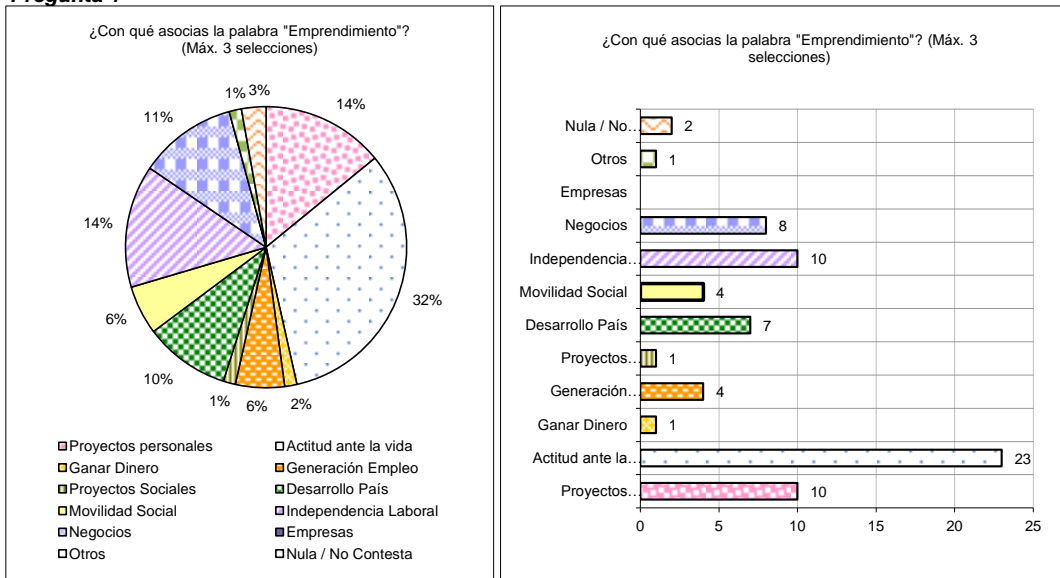 ¿Con qué asocias la palabra "Emprendimiento"?
(Máx. 3 selecciones)
1%
3%
14%
11%
14%
32%
6%
10%
1%
6%
2%
Proyectos personales
Actitud ante la vida
Ganar Dinero
Generación Empleo
Proyectos Sociales
Desarrollo País
Movilidad Social
Independencia Laboral
Negocios
Empresas
Otros
Nula / No Contesta
¿Con qué asocias la palabra "Emprendimiento"? (Máx. 3
selecciones)
Nula / No...
2
Otros
1
Empresas
Negocios
8
Independencia...
10
Movilidad Social
4
Desarrollo País
7
Proyectos...
1
Generación...
4
Ganar Dinero
1
Actitud ante la...
23
Proyectos...
10
0 5 10 15 20 25